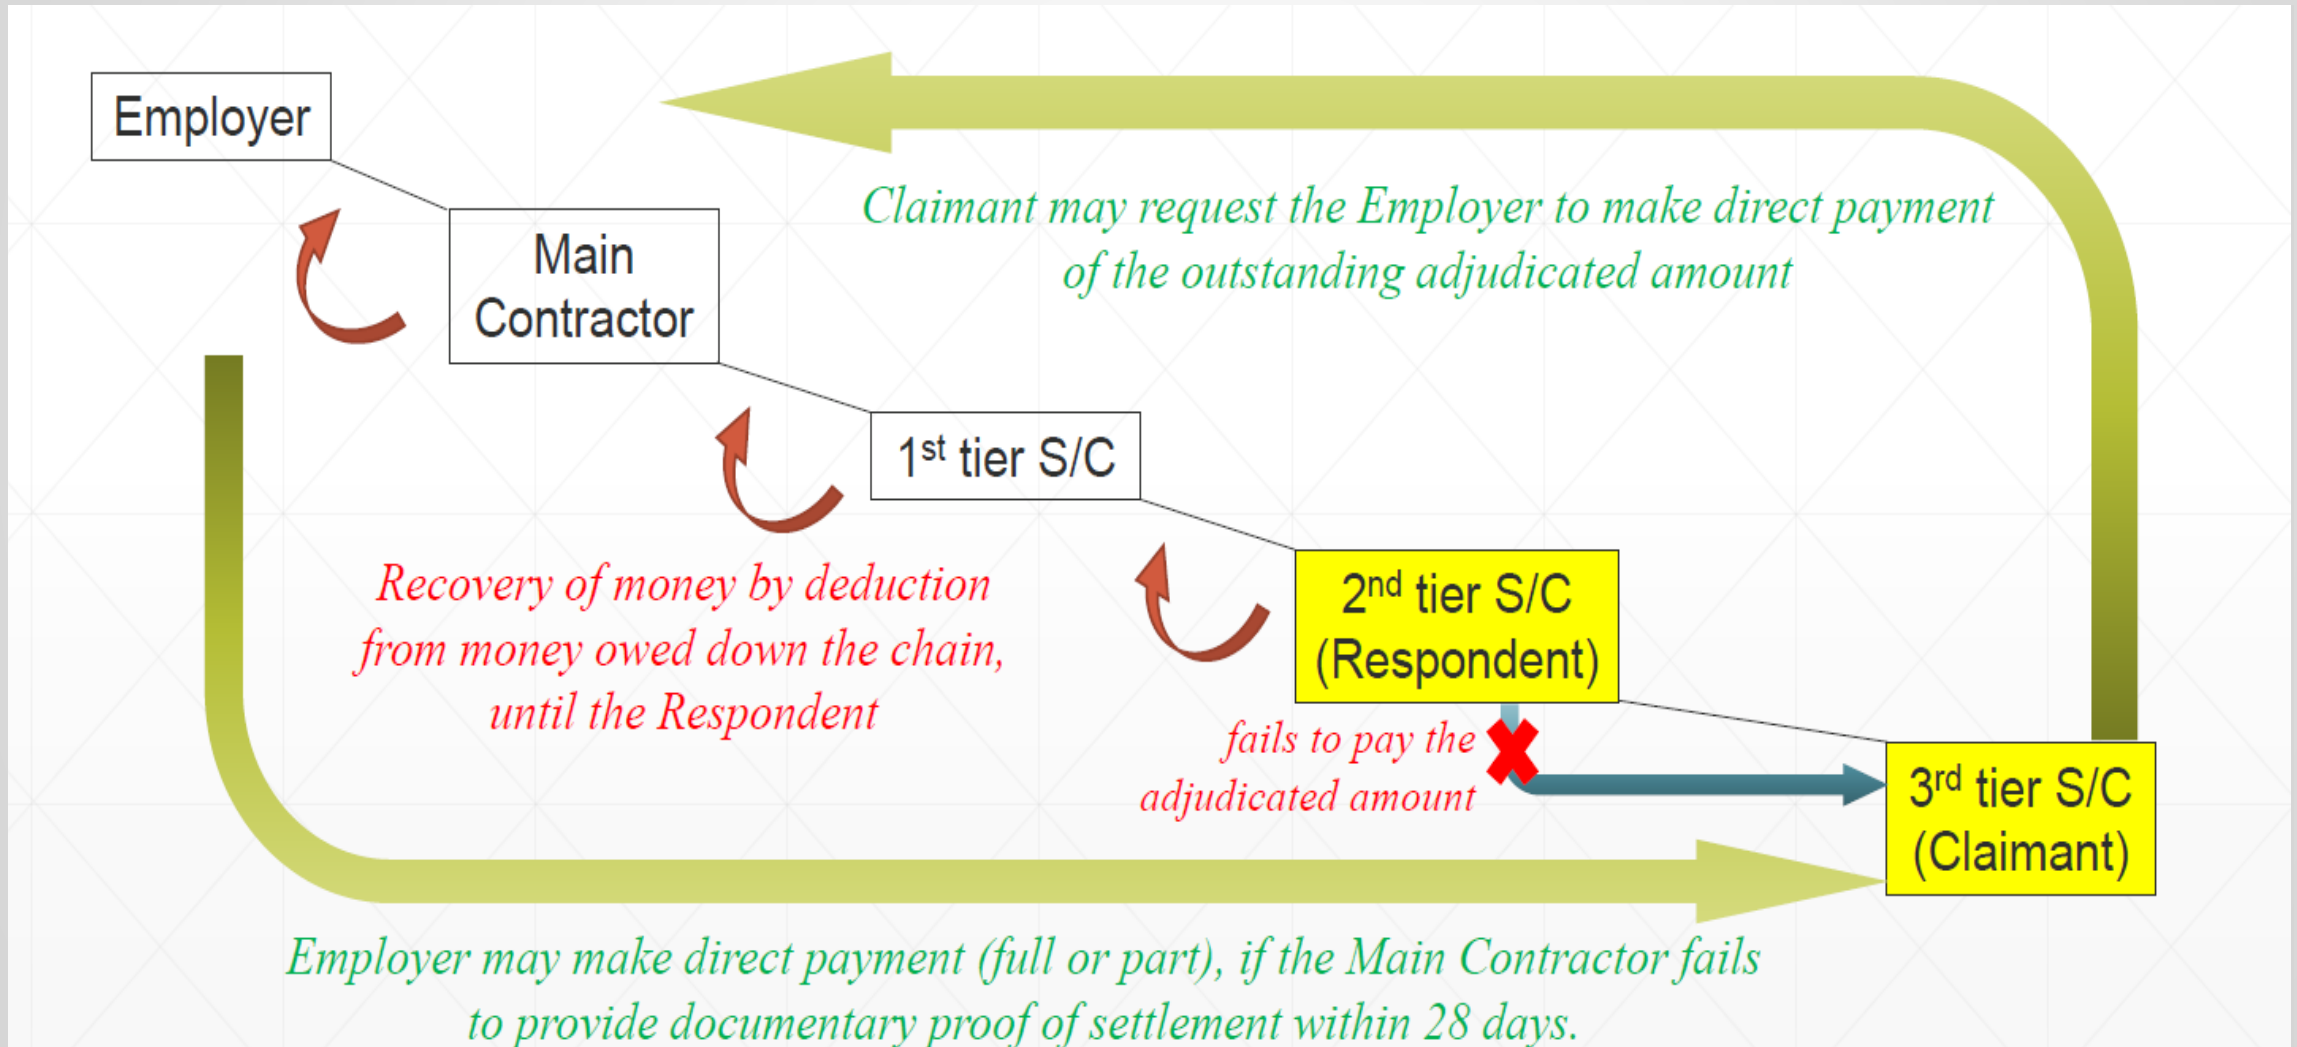 Employer
Claimant may request the Employer to make direct payment
of the outstanding adjudicated amount
Main
Contractor
1st tier S/C
Recovery of money by deduction
from money owed down the chain,
until the Respondent
2nd tier S/C
(Respondent)
fails to pay the
adjudicated amount
3rd tier S/C
(Claimant)
Employer may make direct payment (full or part), if the Main Contractor fails
to provide documentary proof of settlement within 28 days.